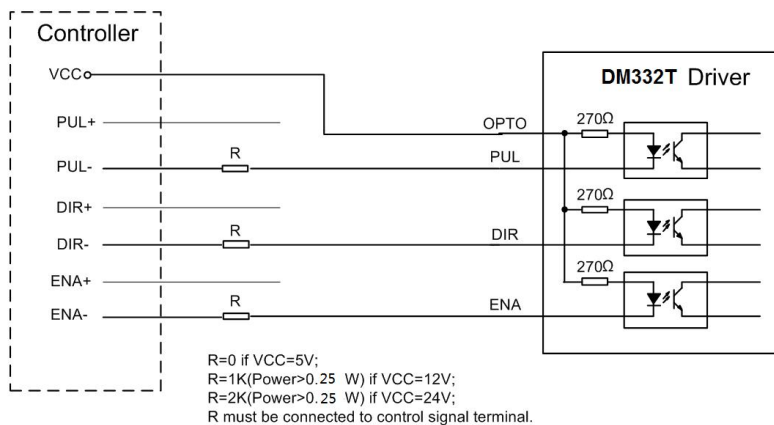 Controller
VCC
DM332T Driver
PUL+
OPTO
270Ω
PUL-
R
PUL
DIR+
270Ω
DIR-
R
DIR
ENA+
270Ω
ENA-
R
ENA
R=0 if VCC=5V;
R=1K(Power>0.25 W) if VCC=12V;
R=2K(Power>0.25 W) if VCC=24V;
R must be connected to control signal terminal.